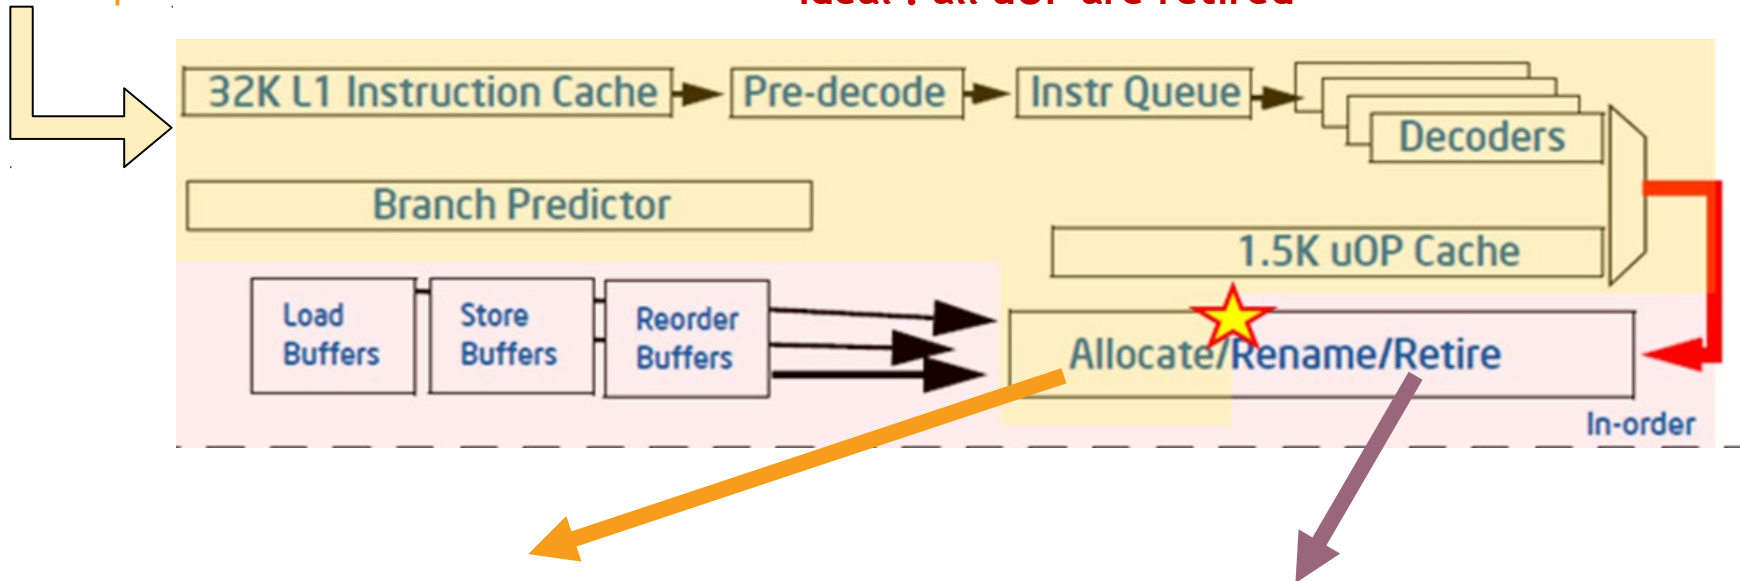 32K L1 Instruction Cache
Pre-decode
Instr Queue
Decoders
Branch Predictor
1.5K uOP Cache
Load
Buffers
Store
Buffers
Reorder
Buffers
Allocate/Rename/Retire
In-order